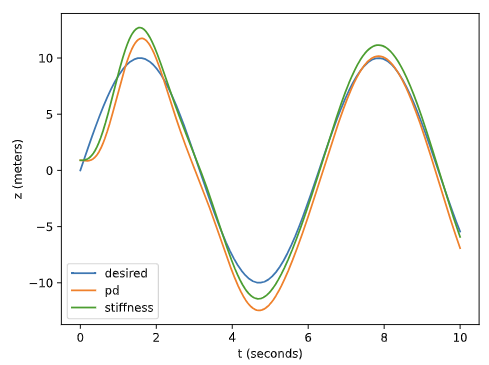 z (meters)
10
5
0
−5
−10
desired
pd
stiffness
0 2 4 6 8 10
t (seconds)